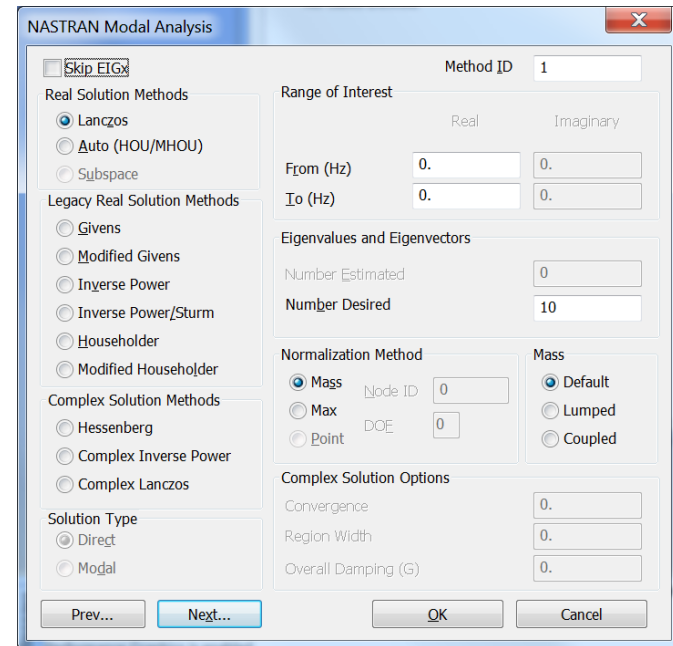 NASTRAN Modal Analysis
X
Skip EIGx
Method ID 1
Real Solution Methods
Lanczos
Auto (HOU/MHOU)
Subspace
Legacy Real Solution Methods
Givens
Modified Givens
Inverse Power
Inverse Power/Sturm
Householder
Modified Householder
Complex Solution Methods
Hessenberg
Complex Inverse Power
Complex Lanczos
Solution Type
Direct
Modal
Range of Interest
Real Imaginary
From (Hz) 0. 0.
To (Hz) 0. 0.
Eigenvalues and Eigenvectors
Number Estimated 0
Number Desired 10
Normalization Method
Mass
Max
Point
Node ID 0
DOF 0
Mass
Default
Lumped
Coupled
Complex Solution Options
Convergence 0.
Region Width 0.
Overall Damping (G) 0.
Prev... Next... OK Cancel